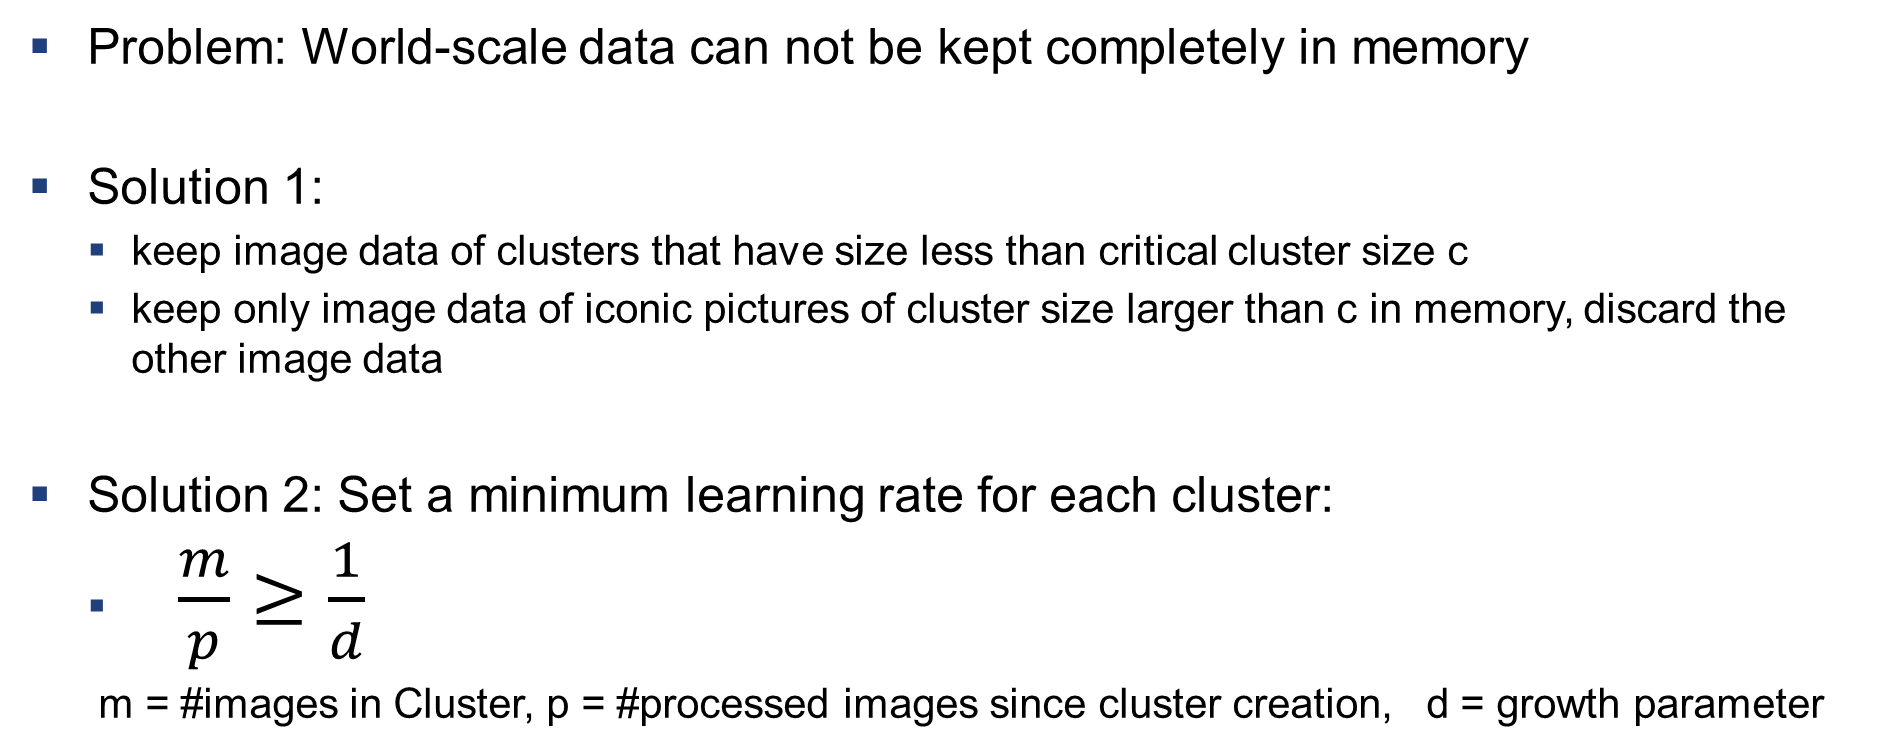 ▪ Problem: World-scale data can not be kept completely in memory
▪ Solution 1:
▪ keep image data of clusters that have size less than critical cluster size c
▪ keep only image data of iconic pictures of cluster size larger than c in memory, discard the
other image data
▪ Solution 2: Set a minimum learning rate for each cluster:
▪ m/p ≥ 1/d
m = #images in Cluster, p = #processed images since cluster creation, d = growth parameter